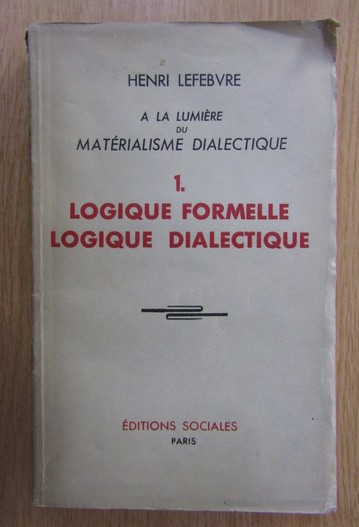 HENRI LEFEBVRE
A LA LUMIÈRE
DU
MATÉRIALISME DIALECTIQUE
1.
LOGIQUE FORMELLE
LOGIQUE DIALECTIQUE
ÉDITIONS SOCIALES
PARIS